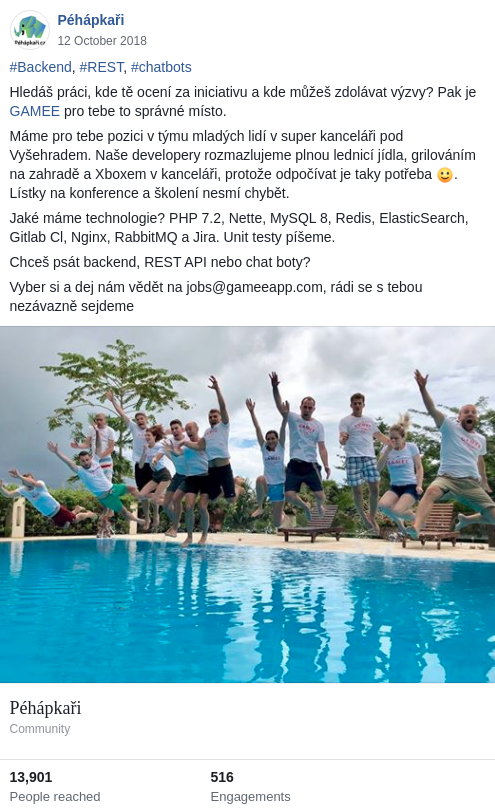 Péhápkaři
12 October 2018
#Backend, #REST, #chatbots
Hledáš práci, kde tě ocení za iniciativu a kde můžeš zdolávat výzvy? Pak je
GAMEE pro tebe to správné místo.
Máme pro tebe pozici v týmu mladých lidí v super kanceláři pod
Vyšehradem. Naše developery rozmazlujeme plnou lednicí jídla, grilováním
na zahradě a Xboxem v kanceláři, protože odpočívat je taky potřeba 😀.
Lístky na konference a školení nesmí chybět.
Jaké máme technologie? PHP 7.2, Nette, MySQL 8, Redis, ElasticSearch,
Gitlab CI, Nginx, RabbitMQ a Jira. Unit testy píšeme.
Chceš psát backend, REST API nebo chat boty?
Vyber si a dej nám vědět na jobs@gameeapp.com, rádi se s tebou
nezávazně sejdeme
Péhápkaři
Community
13,901 516
People reached Engagements